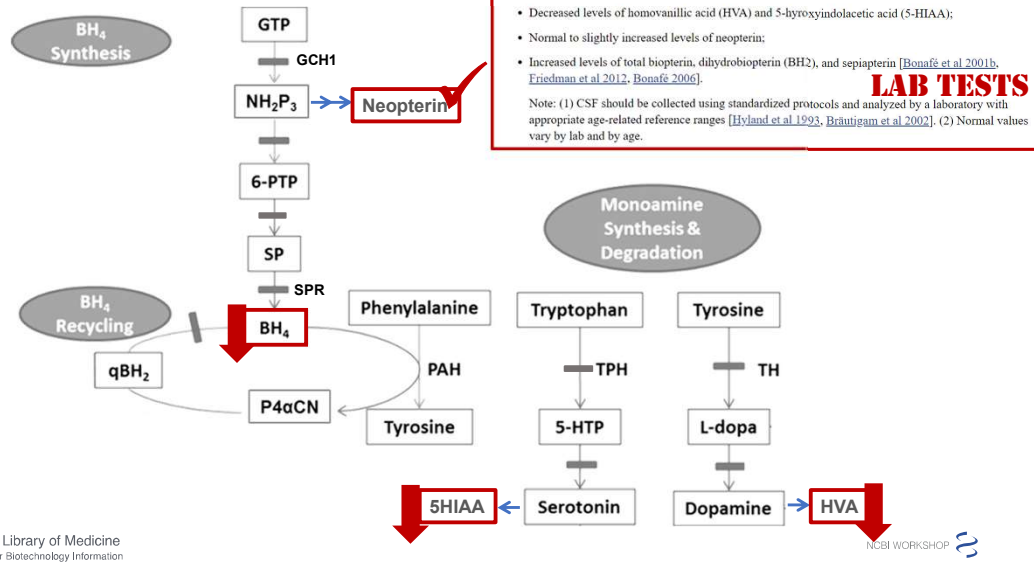 BH4
Synthesis
GTP
GCH1
NH2P3
Neopterin
6-PTP
SP
SPR
BH4
Recycling
BH4
qBH2
P4αCN
Phenylalanine
PAH
Tyrosine
• Decreased levels of homovanillic acid (HVA) and 5-hyroxyindolacetic acid (5-HIAA);
• Normal to slightly increased levels of neopterin;
• Increased levels of total biopterin, dihydrobiopterin (BH2), and sepiapterin [Bonafé et al 2001b,
Friedman et al 2012, Bonafé 2006].
LAB TESTS
Note: (1) CSF should be collected using standardized protocols and analyzed by a laboratory with
appropriate age-related reference ranges [Hyland et al 1993, Bräutigam et al 2002]. (2) Normal values
vary by lab and by age.
Monoamine
Synthesis &
Degradation
Tryptophan
TPH
5-HTP
Serotonin
5HIAA
Tyrosine
TH
L-dopa
Dopamine
HVA
Library of Medicine
r Biotechnology Information
NCBI WORKSHOP